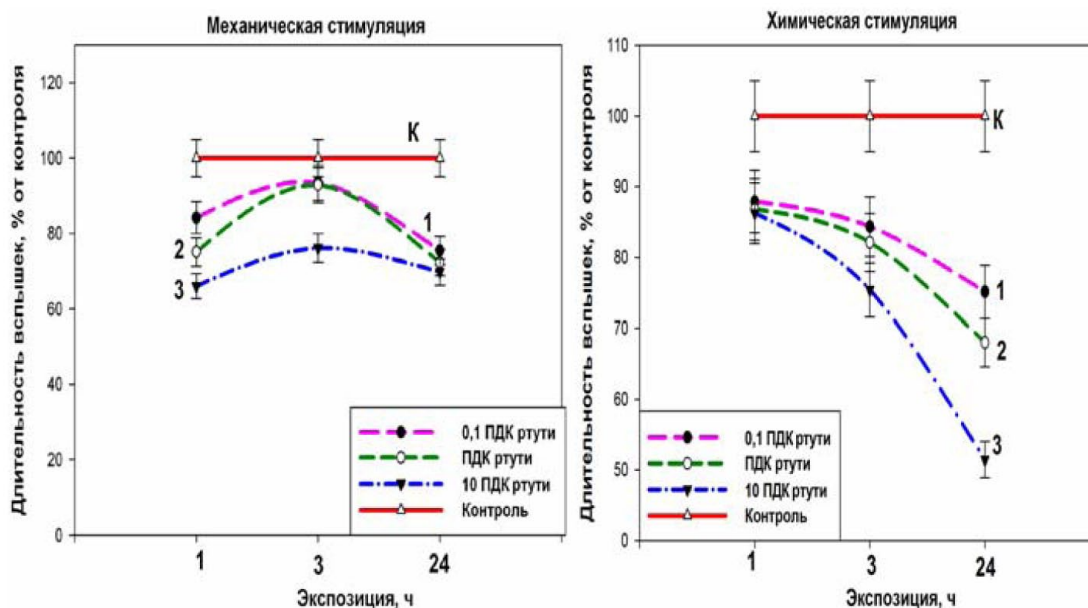 Механическая стимуляция
Длительность вспышек, % от контроля
120
100
80
60
40
20
0
К
1
2
3
0,1 ПДК ртути
ПДК ртути
10 ПДК ртути
Контроль
1
3
24
Экспозиция, ч
Химическая стимуляция
Длительность вспышек, % от контроля
110
100
90
80
70
60
50
0
К
1
2
3
0,1 ПДК ртути
ПДК ртути
10 ПДК ртути
Контроль
1
3
24
Экспозиция, ч